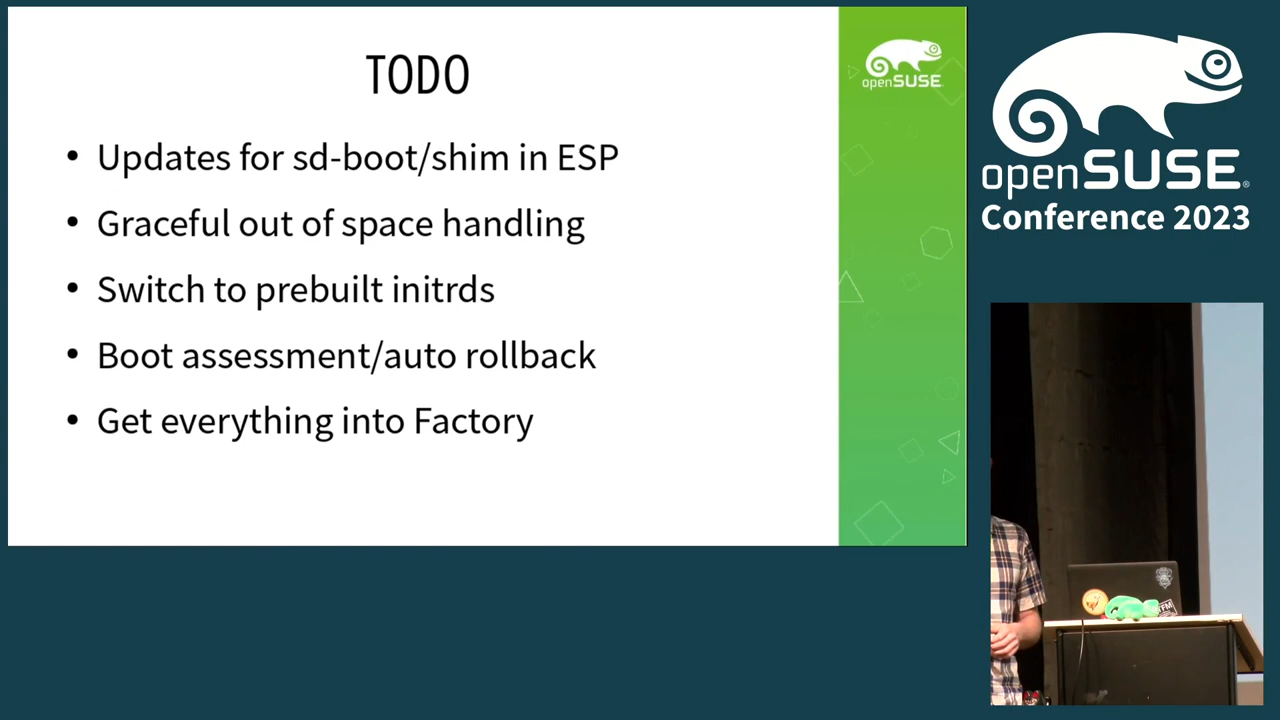 TODO
• Updates for sd-boot/shim in ESP
• Graceful out of space handling
• Switch to prebuilt initrds
• Boot assessment/auto rollback
• Get everything into Factory
openSUSE
openSUSE®
Conference 2023